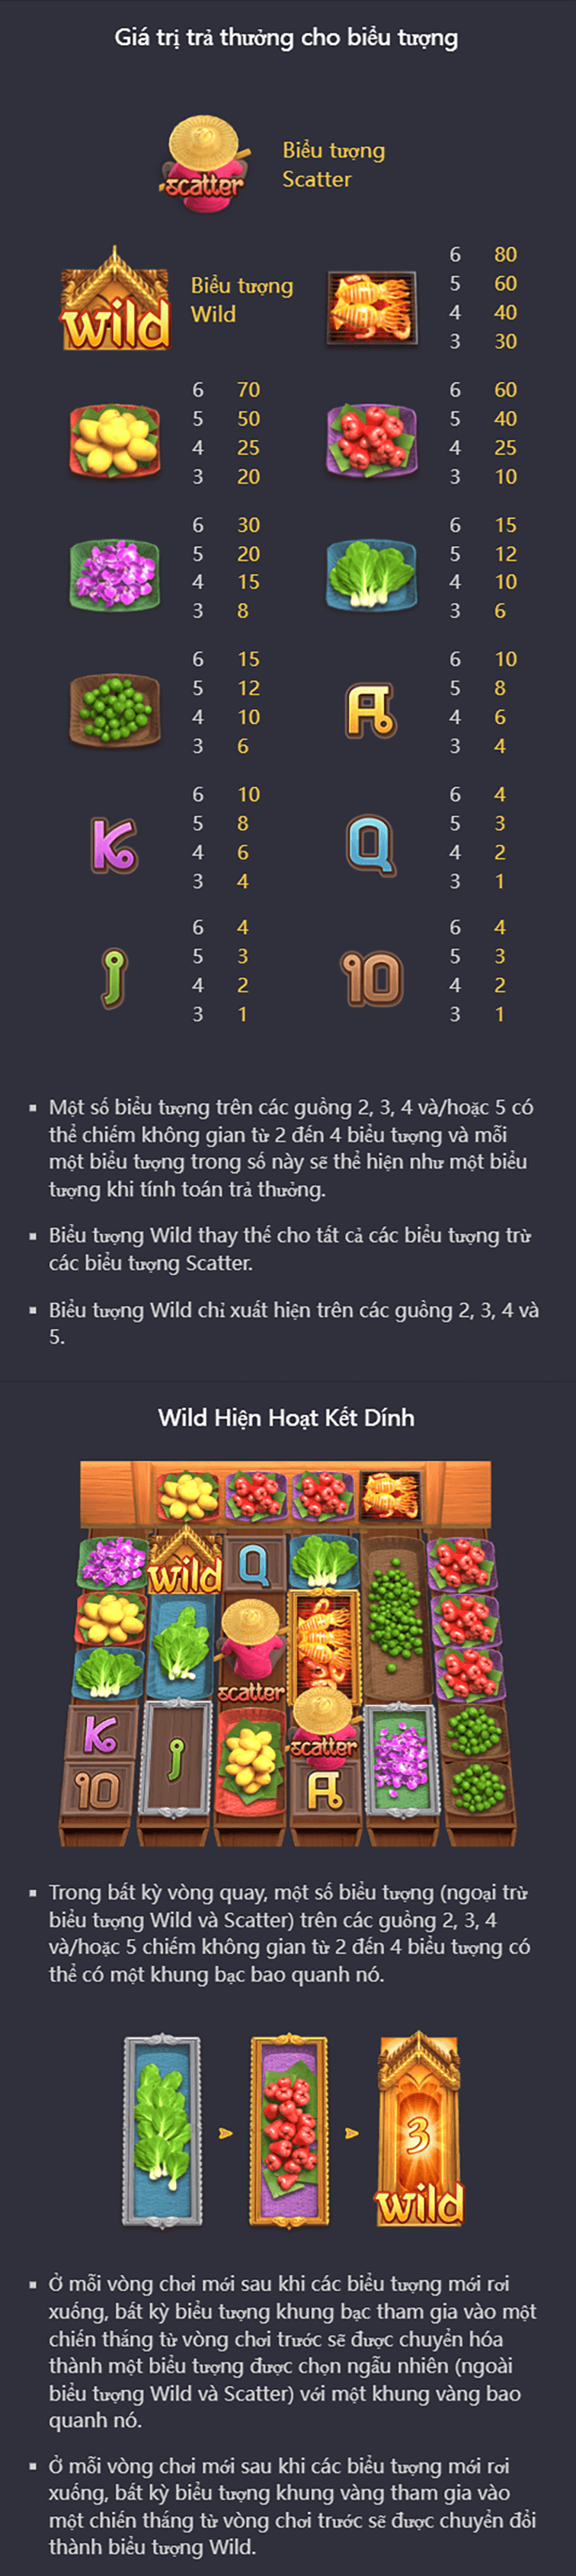 Giá trị trả thưởng cho biểu tượng
scatter
Biểu tượng
Scatter
wild
Biểu tượng
Wild
6 80
5 60
4 40
3 30
6 70
5 50
4 25
3 20
6 60
5 40
4 25
3 10
6 30
5 20
4 15
3 8
6 15
5 12
4 10
3 6
6 15
5 12
4 10
3 6
A
6 10
5 8
4 6
3 4
K
6 10
5 8
4 6
3 4
Q
6 4
5 3
4 2
3 1
J
6 4
5 3
4 2
3 1
10
6 4
5 3
4 2
3 1
Một số biểu tượng trên các guồng 2, 3, 4 và/hoặc 5 có
thể chiếm không gian từ 2 đến 4 biểu tượng và mỗi
một biểu tượng trong số này sẽ thể hiện như một biểu
tượng khi tính toán trả thưởng.
Biểu tượng Wild thay thế cho tất cả các biểu tượng trừ
các biểu tượng Scatter.
Biểu tượng Wild chỉ xuất hiện trên các guồng 2, 3, 4 và
5.
Wild Hiện Hoạt Kết Dính
wild
Q
scatter
K
J
scatter
10
A
Trong bất kỳ vòng quay, một số biểu tượng (ngoại trừ
biểu tượng Wild và Scatter) trên các guồng 2, 3, 4
và/hoặc 5 chiếm không gian từ 2 đến 4 biểu tượng có
thể có một khung bạc bao quanh nó.
3
wild
Ở mỗi vòng chơi mới sau khi các biểu tượng mới rơi
xuống, bất kỳ biểu tượng khung bạc tham gia vào một
chiến thắng từ vòng chơi trước sẽ được chuyển hóa
thành một biểu tượng được chọn ngẫu nhiên (ngoài
biểu tượng Wild và Scatter) với một khung vàng bao
quanh nó.
Ở mỗi vòng chơi mới sau khi các biểu tượng mới rơi
xuống, bất kỳ biểu tượng khung vàng tham gia vào
một chiến thắng từ vòng chơi trước sẽ được chuyển đổi
thành biểu tượng Wild.